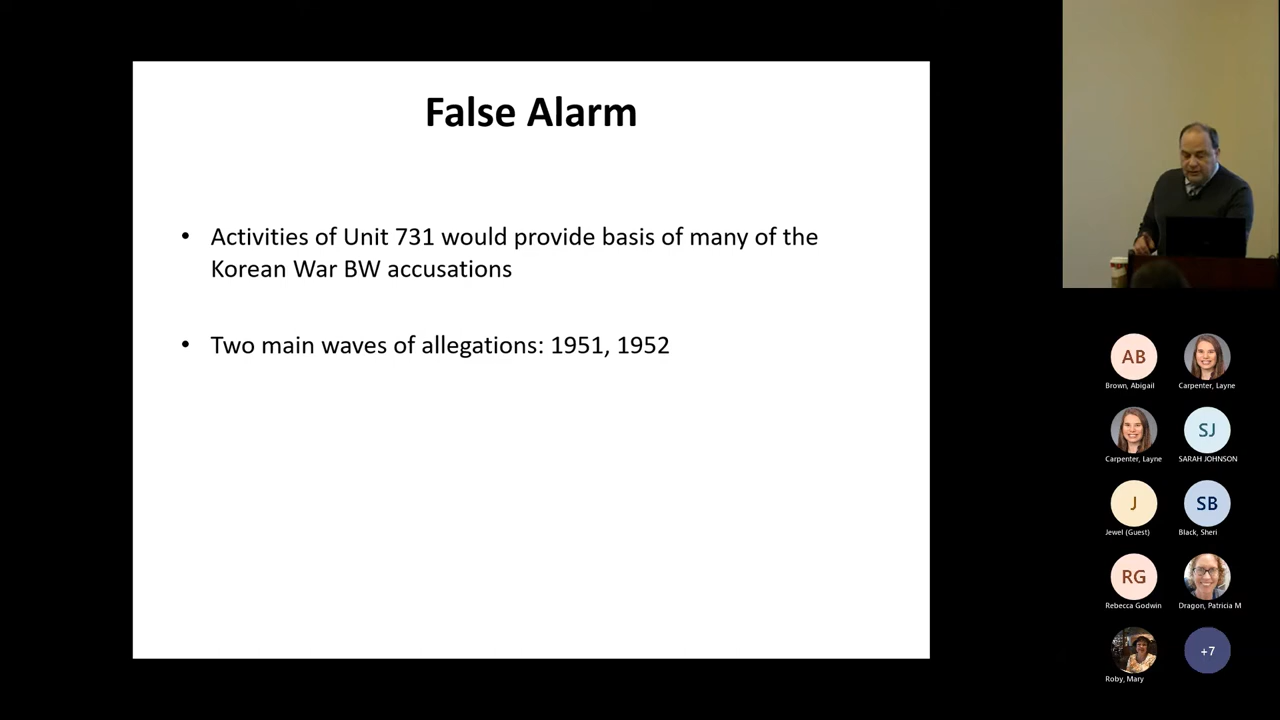 False Alarm
• Activities of Unit 731 would provide basis of many of the
Korean War BW accusations
• Two main waves of allegations: 1951, 1952
AB
Brown, Abigail
Carpenter, Layne
Carpenter, Layne
SJ
SARAH JOHNSON
J
Jewel (Guest)
SB
Black, Sheri
RG
Rebecca Godwin
Dragon, Patricia M
Roby, Mary
+7